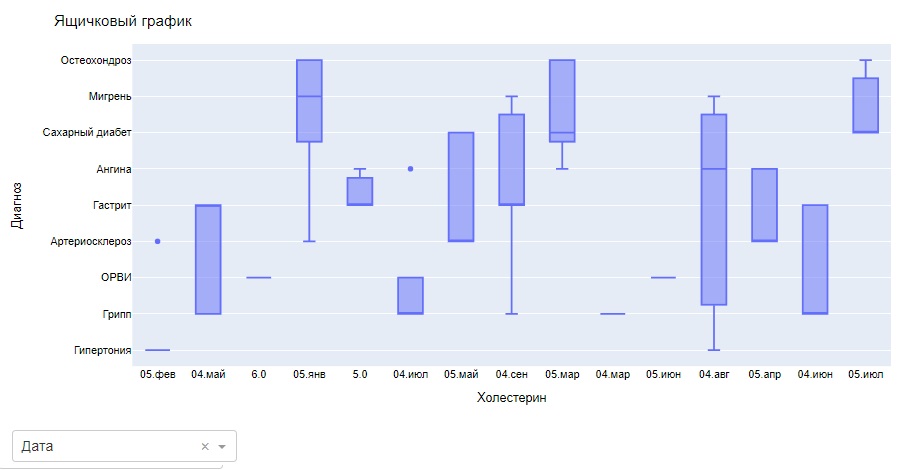 Ящичковый график
Остеохондроз
Мигрень
Сахарный диабет
Ангина
Гастрит
Артериосклероз
ОРВИ
Грипп
Гипертония
Диагноз
05.фев 04.май 6.0 05.янв 5.0 04.июл 05.май 04.сен 05.мар 04.мар 05.июн 04.авг 05.апр 04.июн 05.июл
Холестерин
Дата